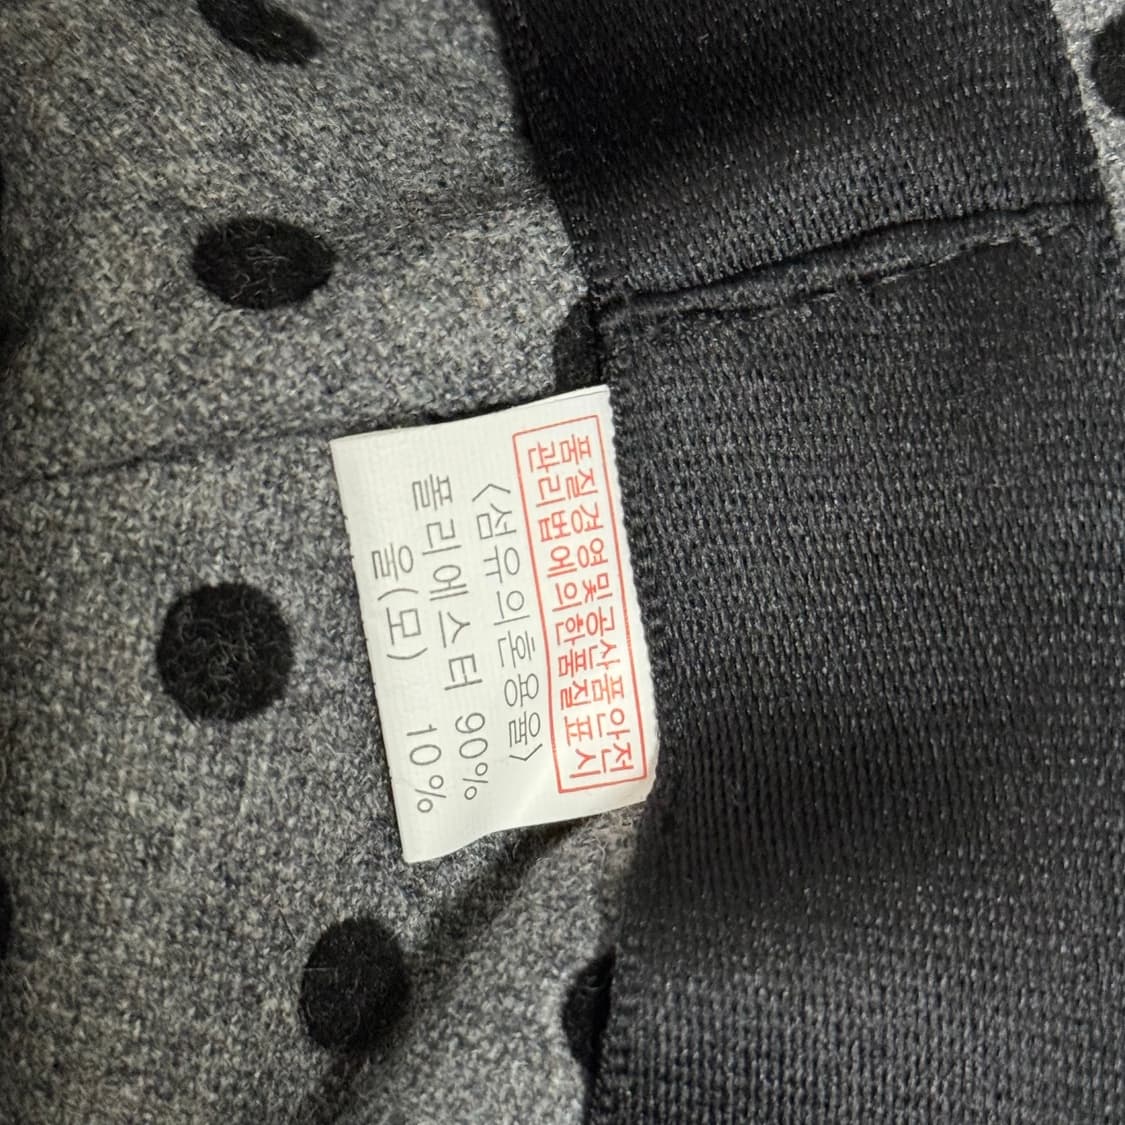 품질경영및공산품안전
관리법에의한품질표시
<섬유의혼용율>
폴리에스터 90%
울(모) 10%